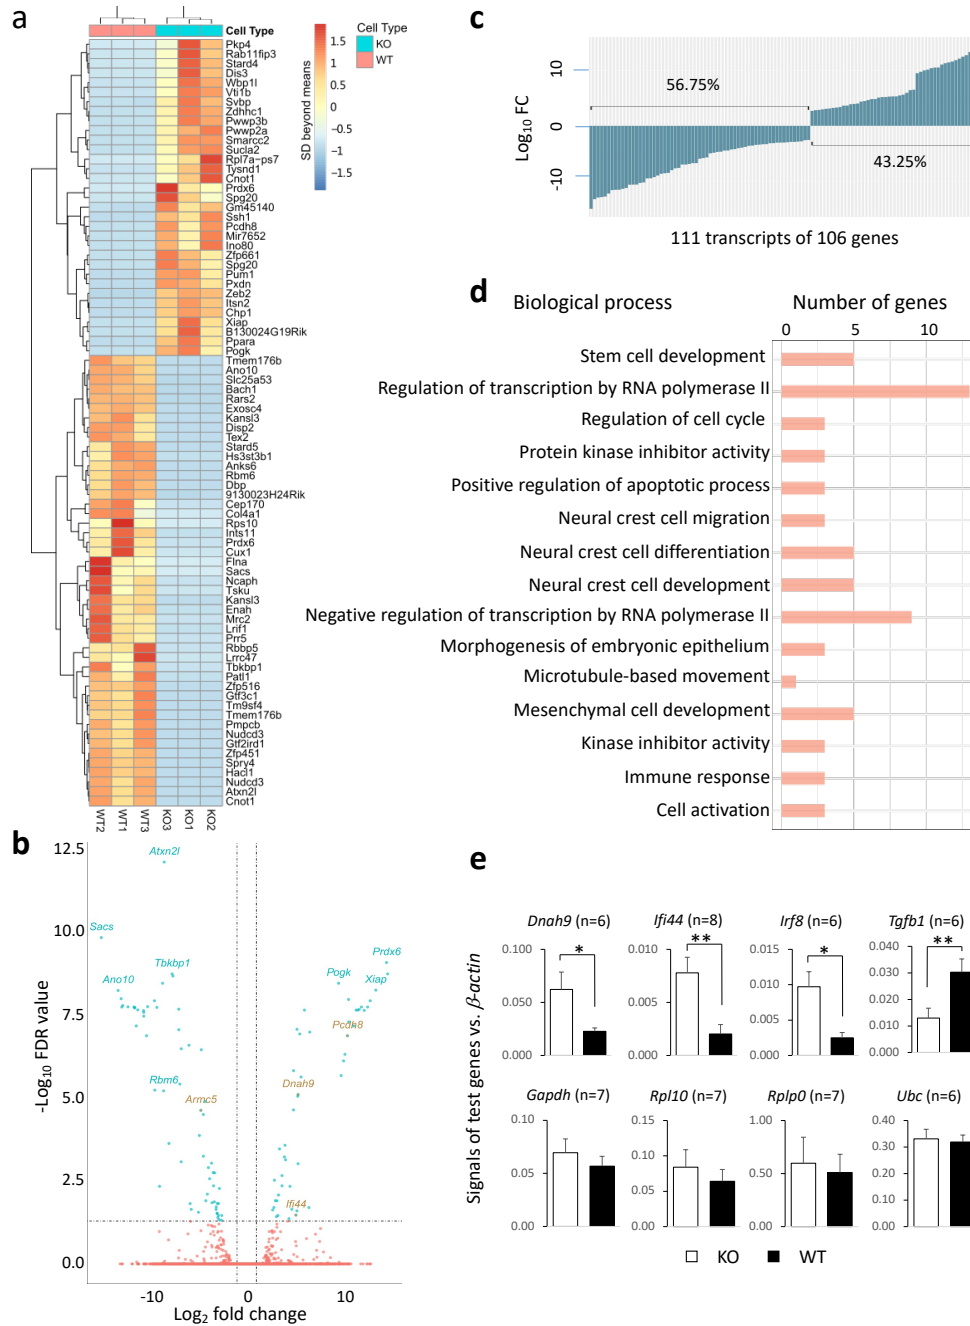 a
Cell Type
Pkp4
Rab11fip3
Stard4
Dis3
Wbp1l
Vti1b
Svbp
Zdhhc1
Pwwp3b
Pwwp2a
Smarcc2
Sucla2
Rpl7a-ps7
Tysnd1
Cnot1
Prdx6
Spg20
Gm45140
Ssh1
Pcdh8
Mir7652
Ino80
Zfp661
Spg20
Pum1
Pxdn
Zeb2
Itsn2
Chp1
Xiap
B130024G19Rik
Ppara
Pogk
Tmem176b
Ano10
Slc25a53
Bach1
Rars2
Exosc4
Kansl3
Disp2
Tex2
Stard5
Hs3st3b1
Anks6
Rbm6
Dbp
9130023H24Rik
Cep170
Col4a1
Rps10
Ints11
Prdx6
Cux1
Flna
Sacs
Ncaph
Tsku
Kansl3
Enah
Mrc2
Lrif1
Prr5
Rbbp5
Lrrc47
Tbkbp1
Patl1
Zfp516
Gtf3c1
Tm9sf4
Tmem176b
Pmpcb
Nudcd3
Gtf2ird1
Zfp451
Spry4
Hacl1
Nudcd3
Atxn2l
Cnot1
WT2
WT1
WT3
KO3
KO1
KO2
SD beyond means
1.5
1
0.5
0
−0.5
−1
−1.5
Cell Type
KO
WT
b
-Log10 FDR value
12.5
10.0
7.5
5.0
2.5
0.0
Atxn2l
Sacs
Tbkbp1
Ano10
Prdx6
Pogk
Xiap
Pcdh8
Rbm6
Armc5
Dnah9
Ifi44
-10
0
10
Log2 fold change
c
Log10 FC
10
0
-10
56.75%
43.25%
111 transcripts of 106 genes
d
Biological process
Number of genes
0
5
10
Stem cell development
Regulation of transcription by RNA polymerase II
Regulation of cell cycle
Protein kinase inhibitor activity
Positive regulation of apoptotic process
Neural crest cell migration
Neural crest cell differentiation
Neural crest cell development
Negative regulation of transcription by RNA polymerase II
Morphogenesis of embryonic epithelium
Microtubule-based movement
Mesenchymal cell development
Kinase inhibitor activity
Immune response
Cell activation
e
Signals of test genes vs. β-actin
Dnah9 (n=6)
0.100
0.050
0.000
*
Ifi44 (n=8)
0.010
0.005
0.000
**
Irf8 (n=6)
0.015
0.010
0.005
0.000
*
Tgfb1 (n=6)
0.040
0.030
0.020
0.010
0.000
**
Gapdh (n=7)
0.10
0.05
0.00
Rpl10 (n=7)
0.15
0.10
0.05
0.00
Rplp0 (n=7)
1.00
0.50
0.00
Ubc (n=6)
0.40
0.30
0.20
0.10
0.00
KO
WT